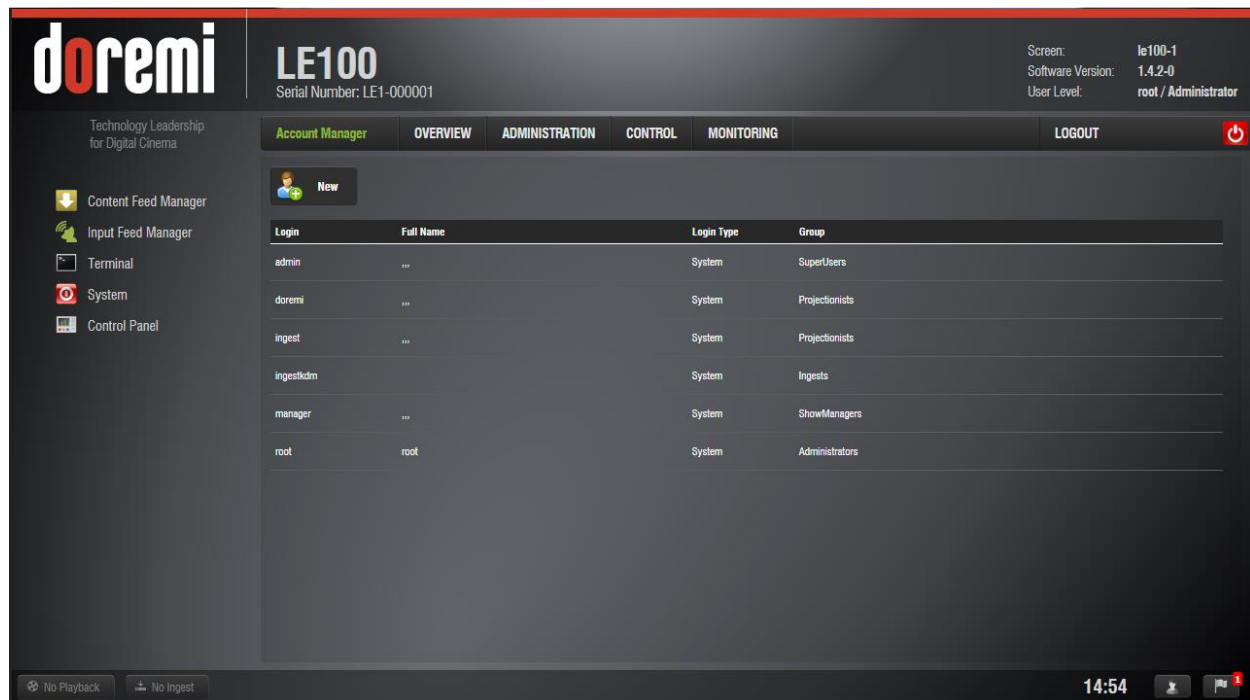 doremi
Technology Leadership
for Digital Cinema
LE100
Serial Number: LE1-000001
Screen: le100-1
Software Version: 1.4.2-0
User Level: root / Administrator
Account Manager OVERVIEW ADMINISTRATION CONTROL MONITORING LOGOUT
Content Feed Manager
Input Feed Manager
Terminal
System
Control Panel
New
Login Full Name Login Type Group
admin ,,, System SuperUsers
doremi ,,, System Projectionists
ingest ,,, System Projectionists
ingestkdm System Ingests
manager ,,, System ShowManagers
root root System Administrators
No Playback No Ingest 14:54 1